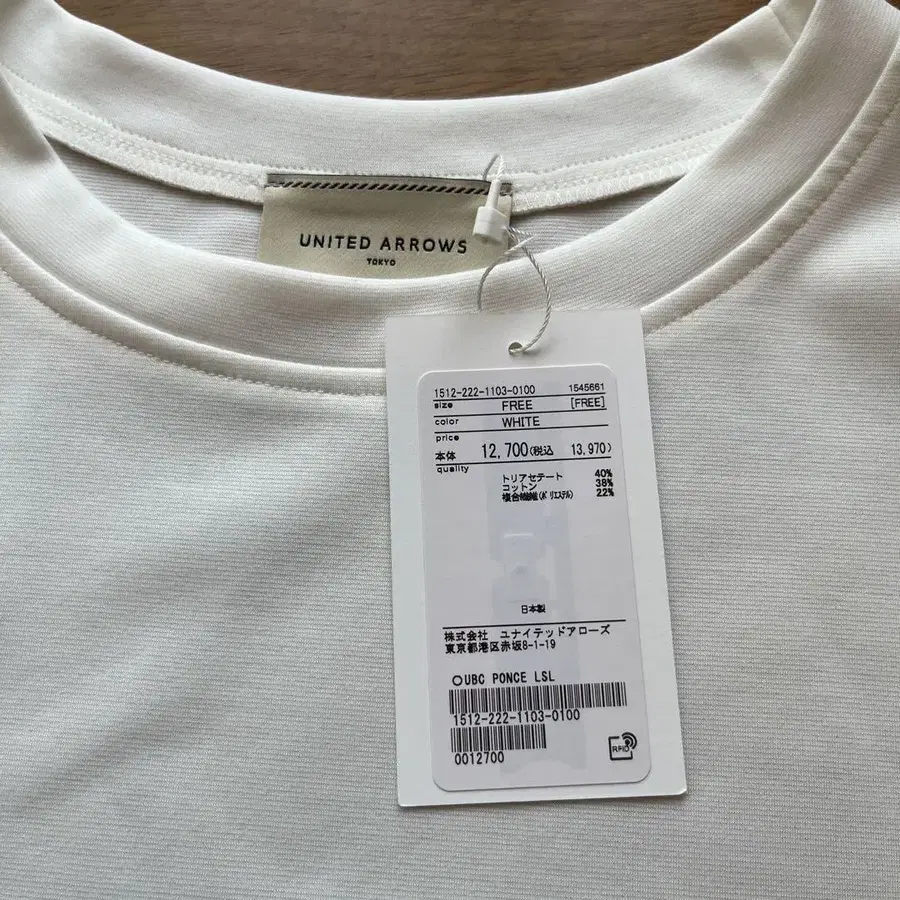 UNITED ARROWS
TOKYO
1512-222-1103-0100 1545661
size FREE [FREE]
color WHITE
price
本体 12,700(税込 13,970)
quality
トリアセテート 40%
コットン 38%
複合繊維(ポリエステル) 22%
日本製
株式会社 ユナイテッドアローズ
東京都港区赤坂8-1-19
○UBC PONCE LSL
1512-222-1103-0100
0012700
RFID